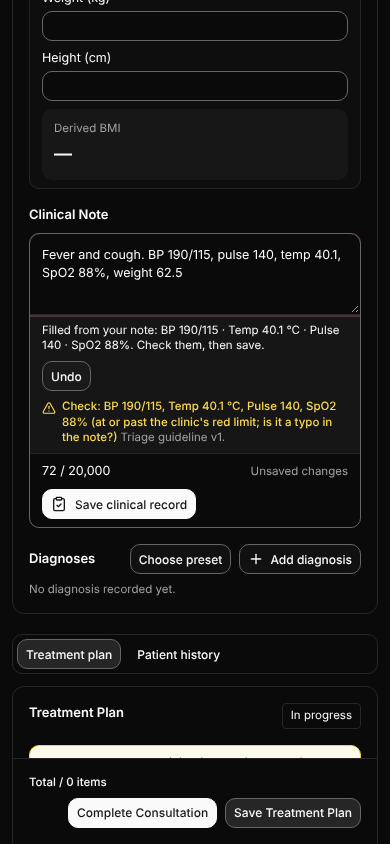 Weight (kg)
Height (cm)
Derived BMI
—
Clinical Note
Fever and cough. BP 190/115, pulse 140, temp 40.1,
SpO2 88%, weight 62.5
Filled from your note: BP 190/115 · Temp 40.1 °C · Pulse
140 · SpO2 88%. Check them, then save.
Undo
Check: BP 190/115, Temp 40.1 °C, Pulse 140, SpO2
88% (at or past the clinic's red limit; is it a typo in
the note?) Triage guideline v1.
72 / 20,000 Unsaved changes
Save clinical record
Diagnoses Choose preset + Add diagnosis
No diagnosis recorded yet.
Treatment plan Patient history
Treatment Plan In progress
Total / 0 items
Complete Consultation Save Treatment Plan